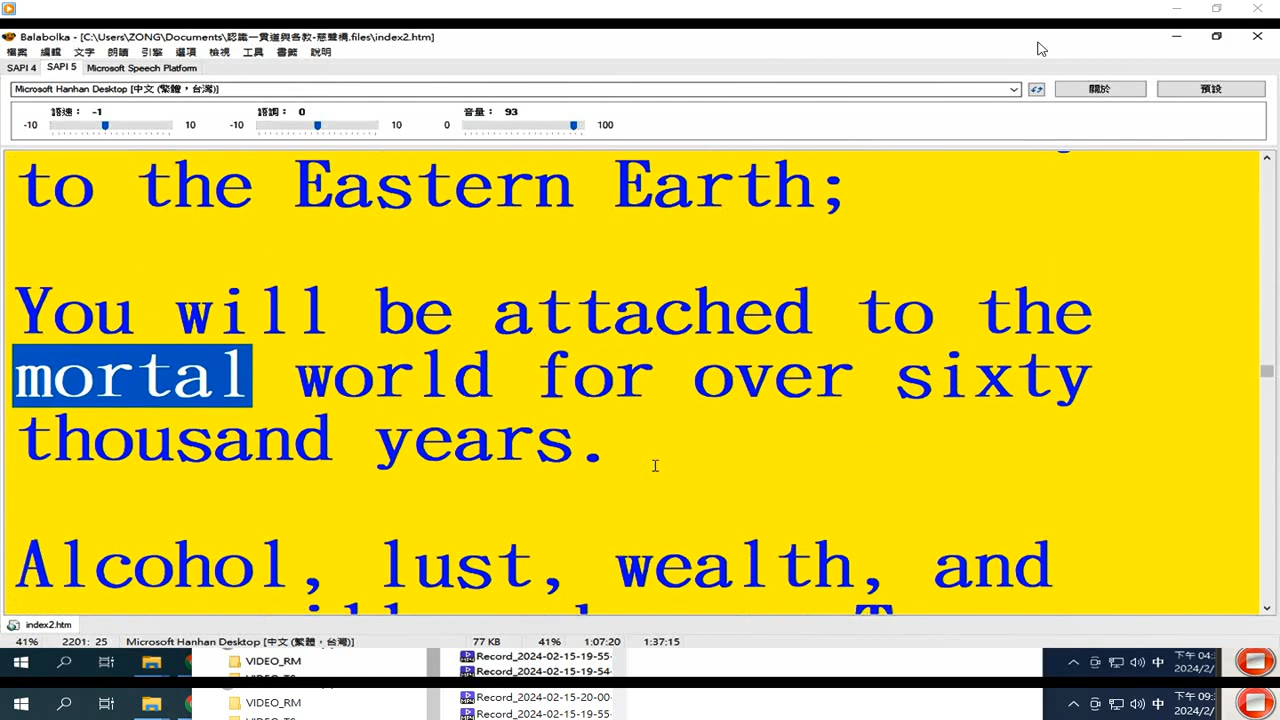 Balabolka - [C:\Users\ZONG\Documents\認識一貫道與各教-慈聲橋.files\index2.htm]
檔案 編輯 文字 朗讀 引擎 選項 檢視 工具 書籤 說明
SAPI 4 SAPI 5 Microsoft Speech Platform
Microsoft Hanhan Desktop [中文 (繁體，台灣)] 關於 預設
語速： -1 語調： 0 音量： 93
-10 10 -10 10 0 100
to the Eastern Earth;
You will be attached to the
mortal world for over sixty
thousand years.
Alcohol, lust, wealth, and
index2.htm
41% 2201: 25 Microsoft Hanhan Desktop [中文 (繁體，台灣)] 77 KB 41% 1:07:20 1:37:15
VIDEO_RM Record_2024-02-15-19-55- 中 下午 04:
Record_2024-02-15-19-54- 2024/2/
VIDEO_RM Record_2024-02-15-20-00- 中 下午 09:
Record_2024-02-15-19-55- 2024/2/